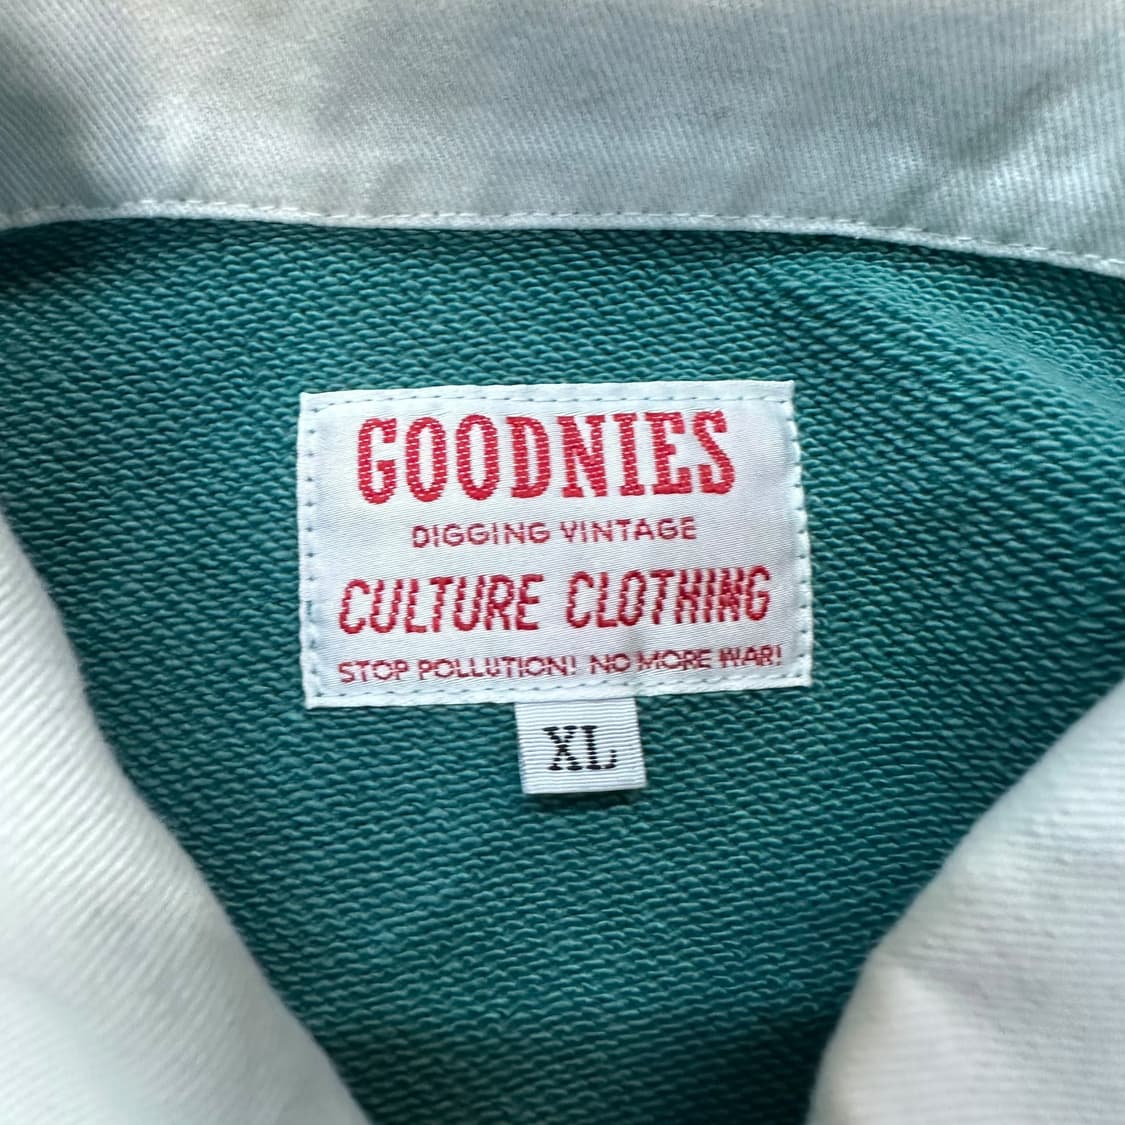 GOODNIES
DIGGING VINTAGE
CULTURE CLOTHING
STOP POLLUTION! NO MORE WAR!
XL